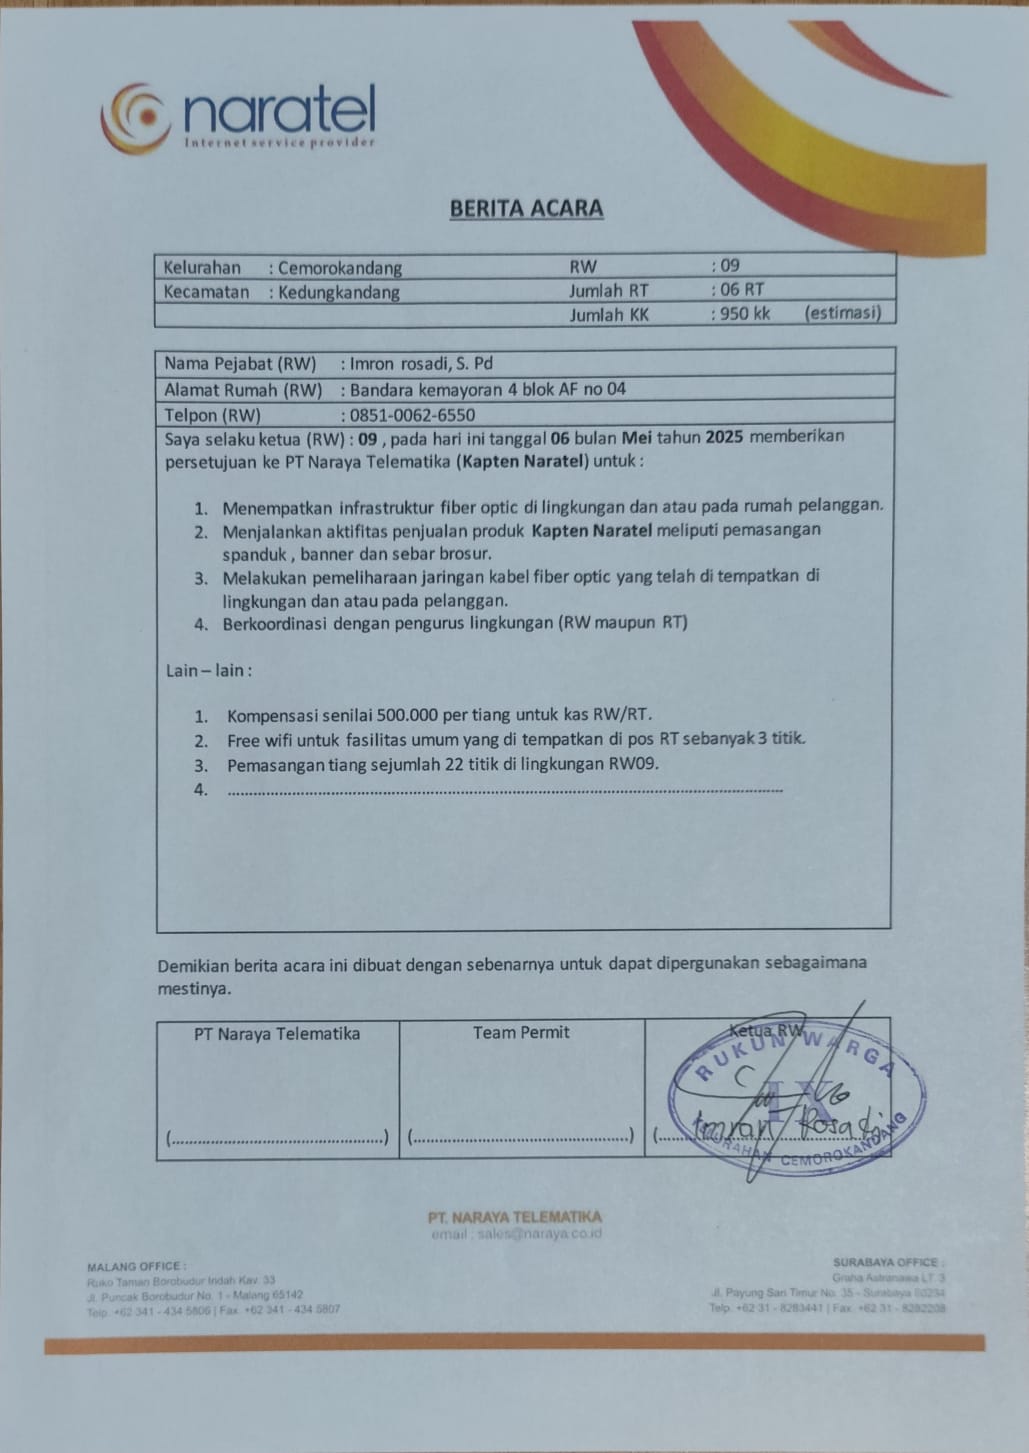 naratel
Internet service provider
BERITA ACARA
Kelurahan : Cemorokandang RW : 09
Kecamatan : Kedungkandang Jumlah RT : 06 RT
Jumlah KK : 950 kk (estimasi)
Nama Pejabat (RW) : Imron rosadi, S. Pd
Alamat Rumah (RW) : Bandara kemayoran 4 blok AF no 04
Telpon (RW) : 0851-0062-6550
Saya selaku ketua (RW) : 09 , pada hari ini tanggal 06 bulan Mei tahun 2025 memberikan
persetujuan ke PT Naraya Telematika (Kapten Naratel) untuk :
1. Menempatkan infrastruktur fiber optic di lingkungan dan atau pada rumah pelanggan.
2. Menjalankan aktifitas penjualan produk Kapten Naratel meliputi pemasangan
spanduk , banner dan sebar brosur.
3. Melakukan pemeliharaan jaringan kabel fiber optic yang telah di tempatkan di
lingkungan dan atau pada pelanggan.
4. Berkoordinasi dengan pengurus lingkungan (RW maupun RT)
Lain – lain :
1. Kompensasi senilai 500.000 per tiang untuk kas RW/RT.
2. Free wifi untuk fasilitas umum yang di tempatkan di pos RT sebanyak 3 titik.
3. Pemasangan tiang sejumlah 22 titik di lingkungan RW09.
4. ........................................................................
Demikian berita acara ini dibuat dengan sebenarnya untuk dapat dipergunakan sebagaimana
mestinya.
PT Naraya Telematika Team Permit Ketua RW
RUKUN WARGA
IX
(..............................) (..............................) (.... Imron Rosadi
KELURAHAN CEMOROKANDANG
PT. NARAYA TELEMATIKA
email : sales@naraya.co.id
MALANG OFFICE :
Ruko Taman Borobudur Indah Kav. 33
Jl. Puncak Borobudur No. 1 - Malang 65142
Telp. +62 341 - 434 5806 | Fax. +62 341 - 434 5807
SURABAYA OFFICE :
Graha Astranawa LT. 3
Jl. Payung Sari Timur No. 35 - Surabaya 60234
Telp. +62 31 - 8283441 | Fax. +62 31 - 8282208